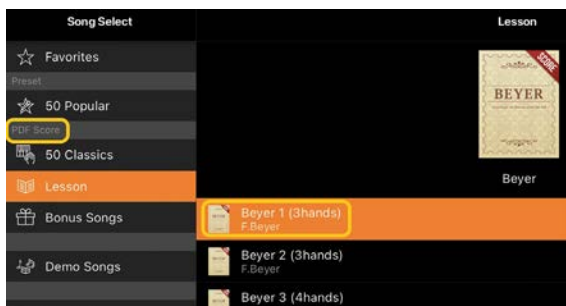 Song Select
Lesson
Favorites
Preset
50 Popular
PDF Score
50 Classics
Lesson
Bonus Songs
Demo Songs
SCORE
BEYER
Beyer
Beyer 1 (3hands)
F.Beyer
Beyer 2 (3hands)
F.Beyer
Beyer 3 (4hands)